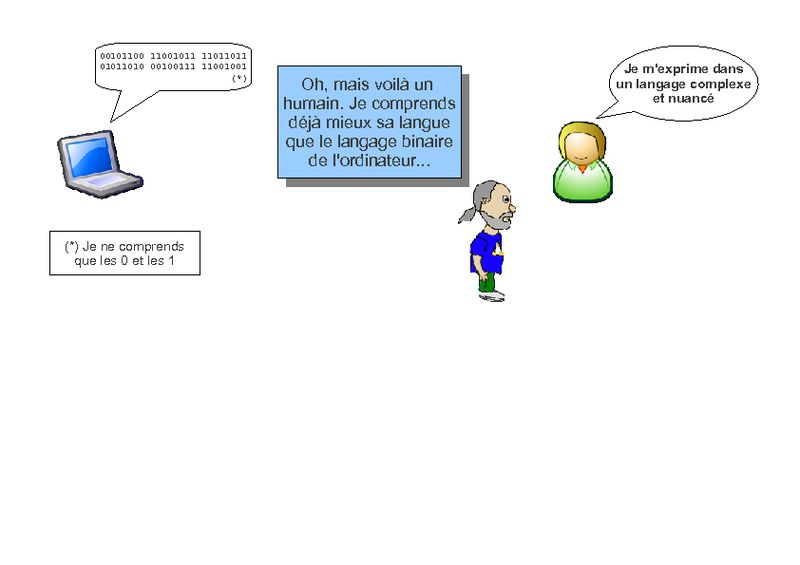 00101100 11001011 11011011
01011010 00100111 11001001
(*)
Oh, mais voilà un
humain. Je comprends
déjà mieux sa langue
que le langage binaire
de l'ordinateur...
Je m'exprime dans
un langage complexe
et nuancé
(*) Je ne comprends
que les 0 et les 1